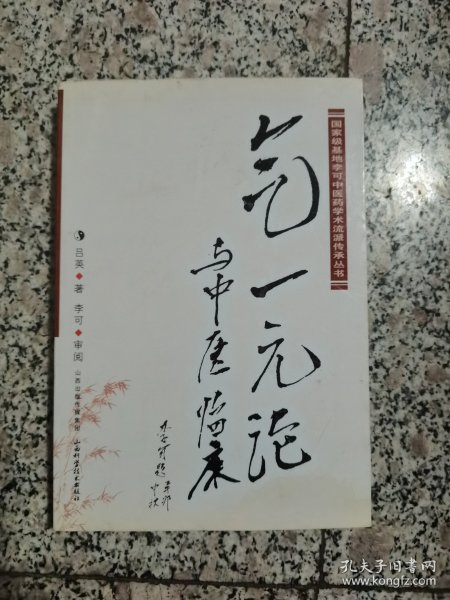 国家级基地李可中医药学术流派传承丛书
气一元论
与中医临床
吕英 著 李可 审阅
山西出版传媒集团
山西科学技术出版社
孔夫子旧书网
www.kongfz.com